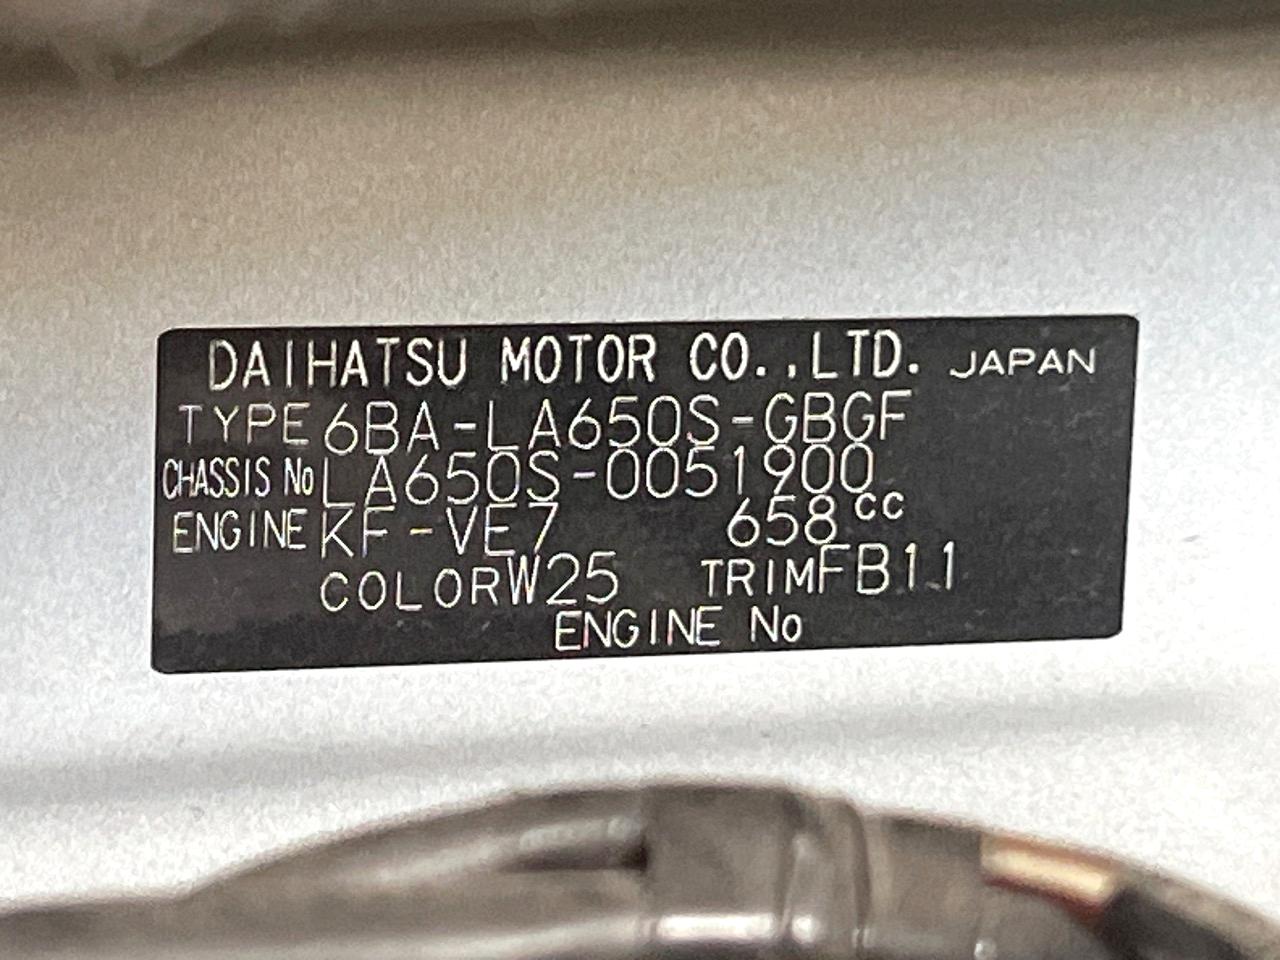 DAIHATSU MOTOR CO.,LTD. JAPAN
TYPE 6BA-LA650S-GBGF
CHASSIS No LA650S-0051900
ENGINE KF-VE7 658cc
COLOR W25 TRIM FB11
ENGINE No